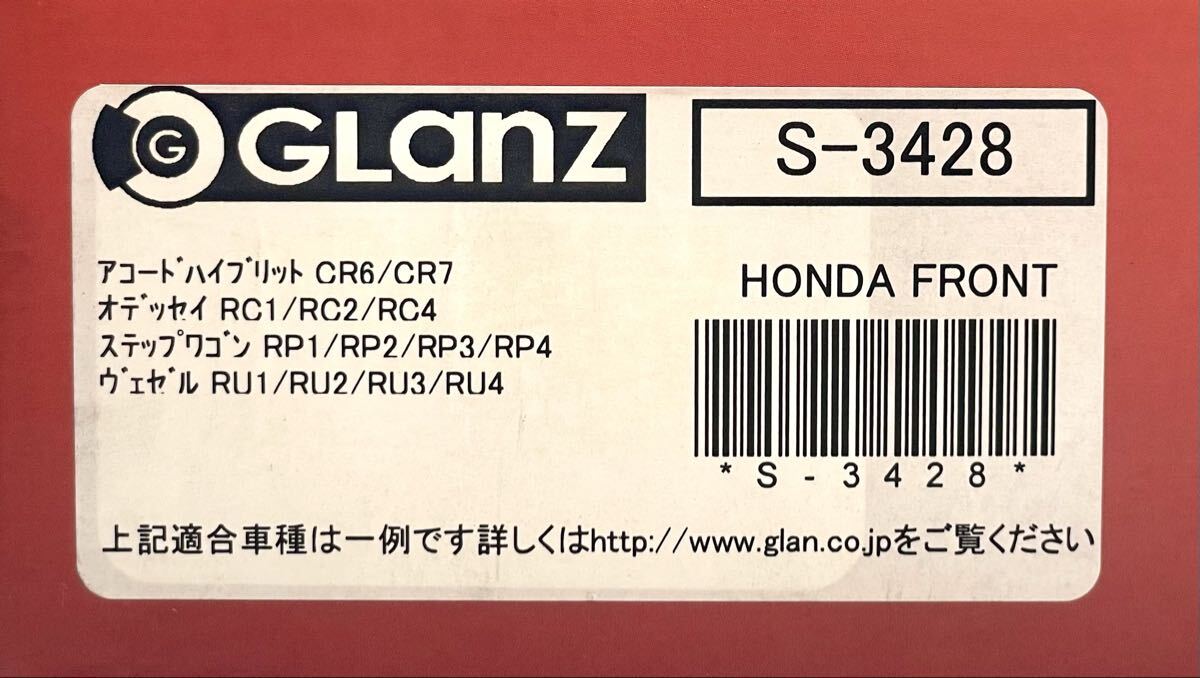 G GLanz
S-3428
ｱｺｰﾄﾞﾊｲﾌﾞﾘｯﾄ CR6/CR7
ｵﾃﾞｯｾｲ RC1/RC2/RC4
ｽﾃｯﾌﾟﾜｺﾞﾝ RP1/RP2/RP3/RP4
ｳﾞｪｾﾞﾙ RU1/RU2/RU3/RU4
HONDA FRONT
*S-3428*
上記適合車種は一例です詳しくはhttp://www.glan.co.jpをご覧ください